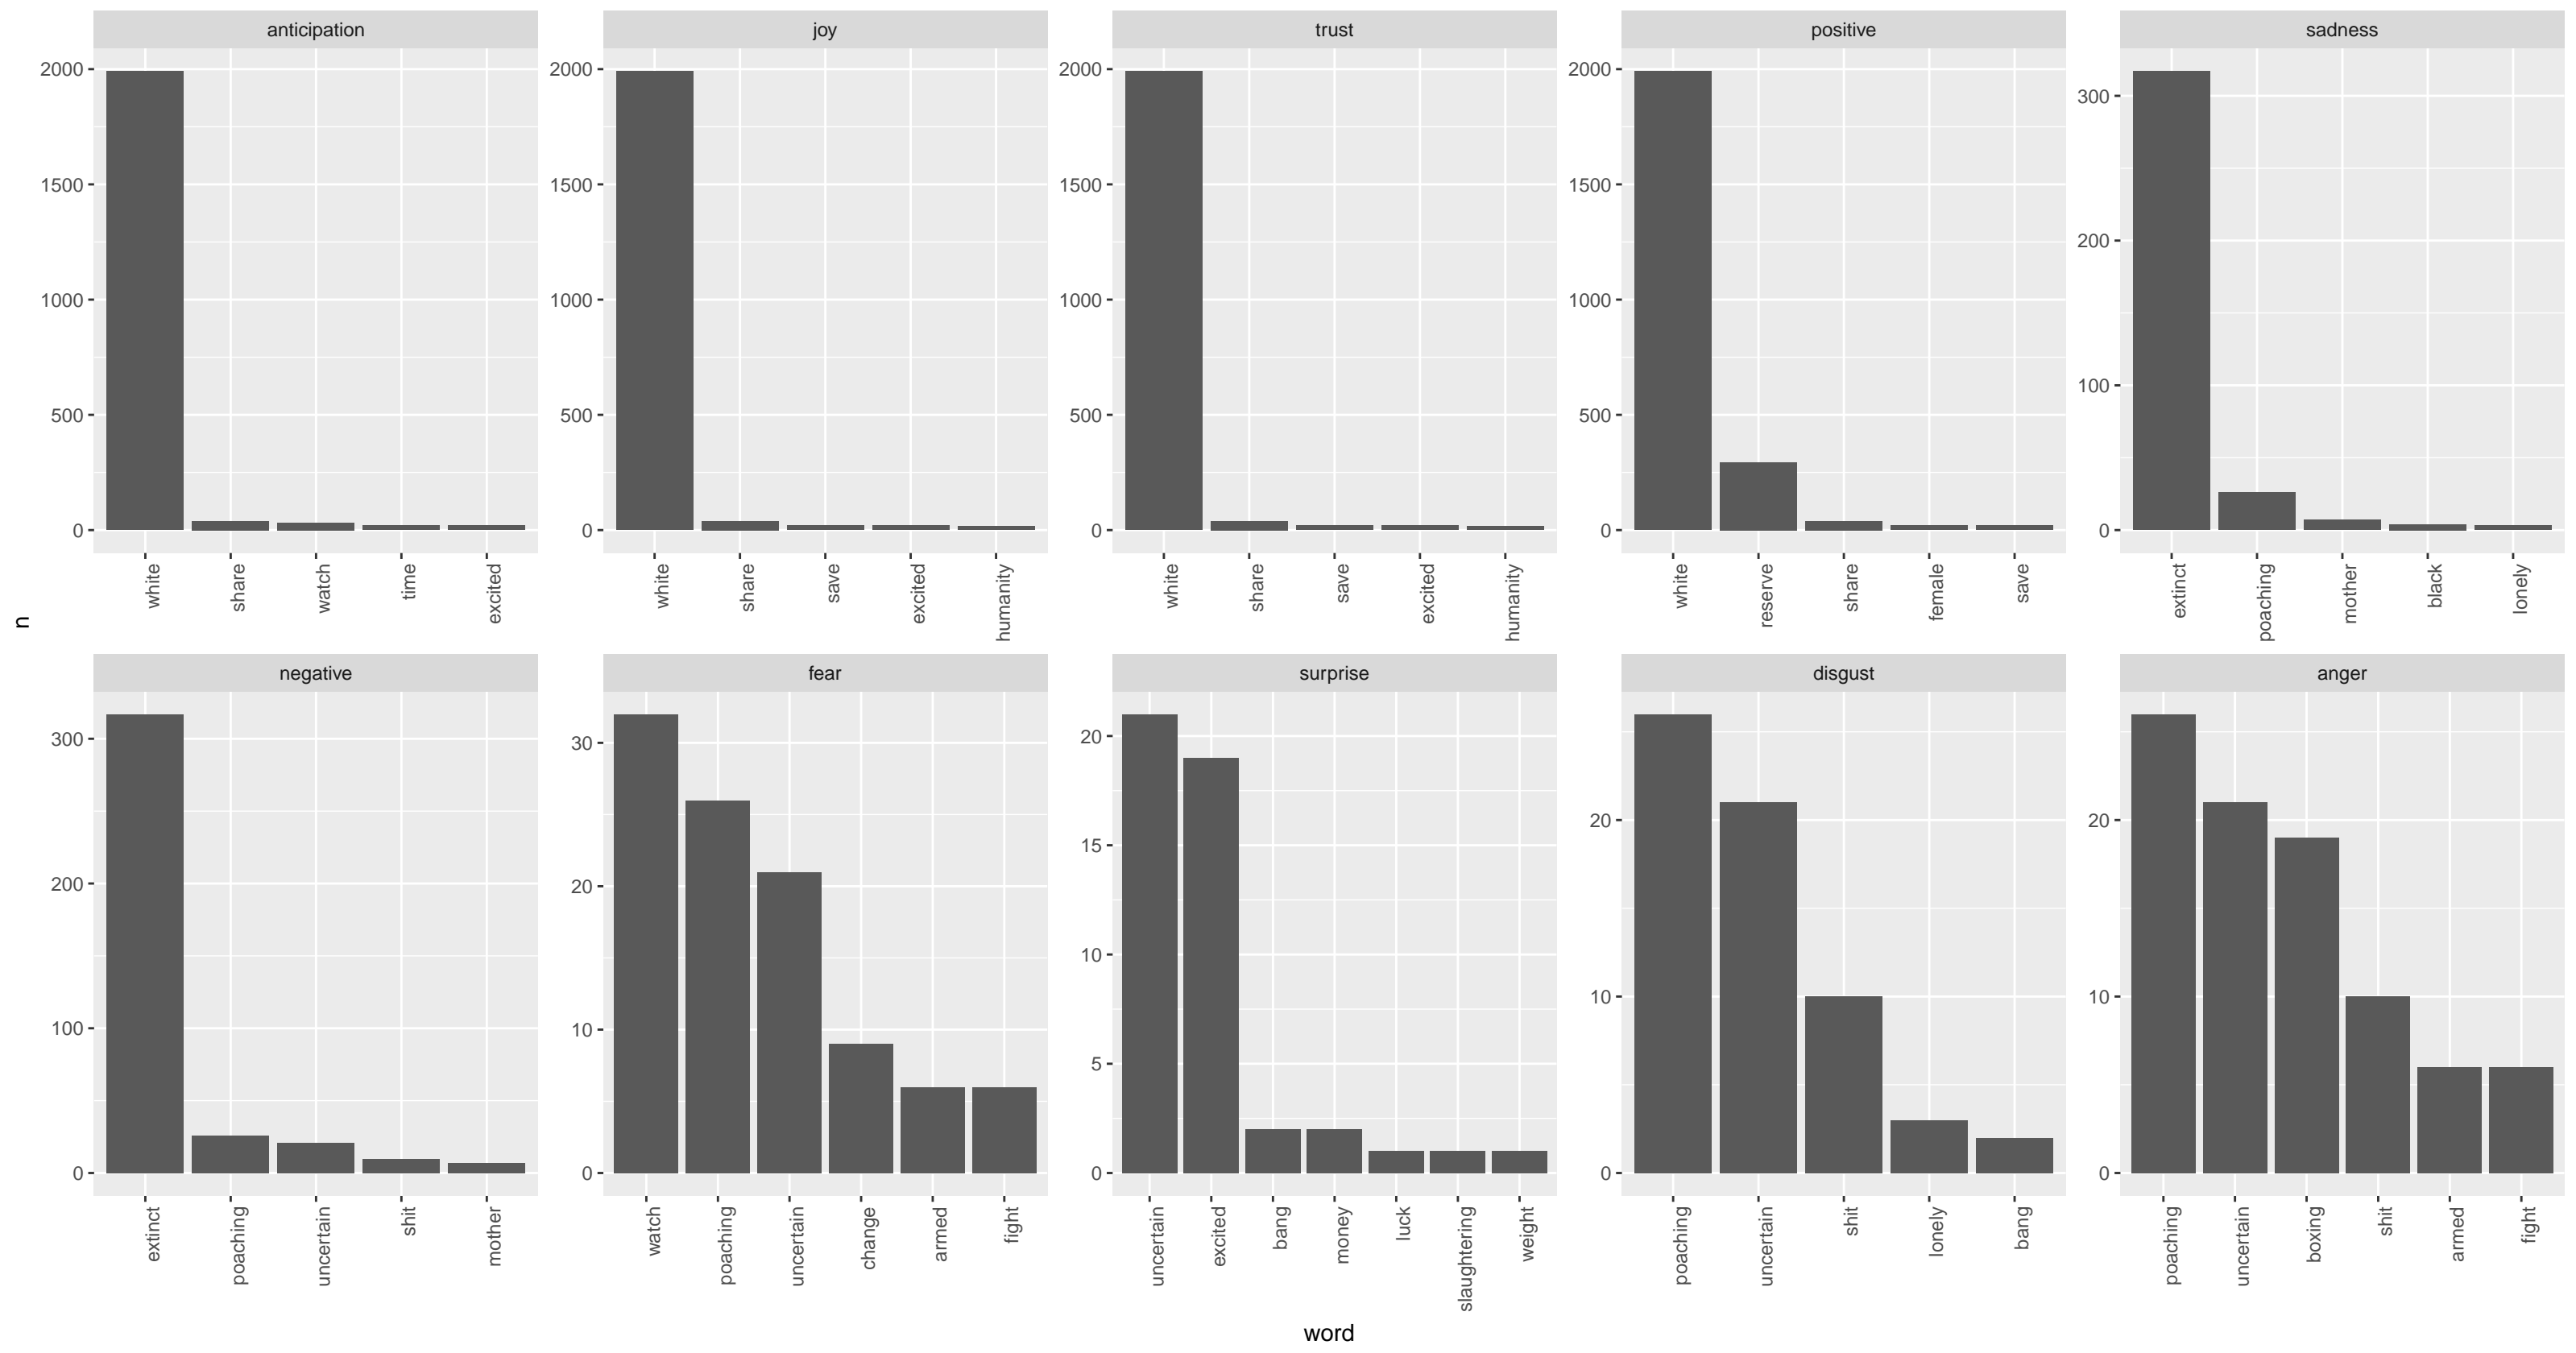 anticipation joy trust positive sadness
2000 2000 2000 2000 300
1500 1500 1500 1500 200
1000 1000 1000 1000 100
500 500 500 500
0 0 0 0 0
white share watch time excited white share save excited humanity white share save excited humanity white reserve share female save extinct poaching mother black lonely
n
negative fear surprise disgust anger
300 30 20 20 20
200 20 15 10 10
100 10 10
5
0 0 0 0 0
extinct poaching uncertain shit mother watch poaching uncertain change armed fight uncertain excited bang money luck slaughtering weight poaching uncertain shit lonely bang poaching uncertain boxing shit armed fight
word